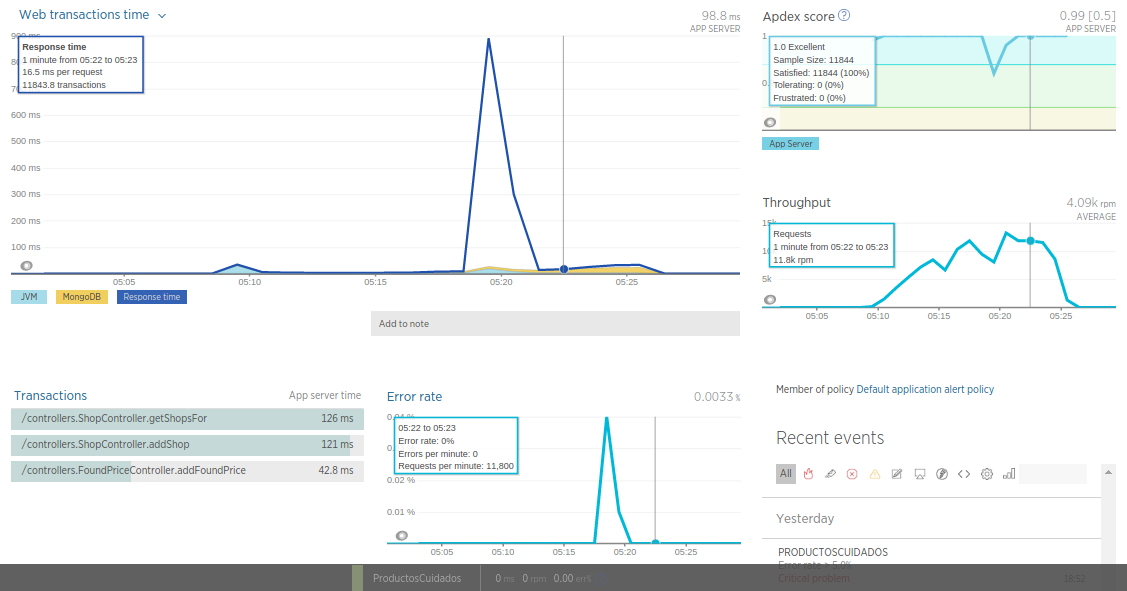 Web transactions time
98.8 ms
APP SERVER
900 ms
Response time
1 minute from 05:22 to 05:23
16.5 ms per request
11843.8 transactions
600 ms
500 ms
400 ms
300 ms
200 ms
100 ms
05:05 05:10 05:15 05:20 05:25
JVM MongoDB Response time
Add to note
Apdex score ?
0.99 [0.5]
APP SERVER
1
1.0 Excellent
Sample Size: 11844
Satisfied: 11844 (100%)
Tolerating: 0 (0%)
Frustrated: 0 (0%)
App Server
Throughput
4.09k rpm
AVERAGE
15k
Requests
1 minute from 05:22 to 05:23
11.8k rpm
5k
05:05 05:10 05:15 05:20 05:25
Transactions
App server time
/controllers.ShopController.getShopsFor 126 ms
/controllers.ShopController.addShop 121 ms
/controllers.FoundPriceController.addFoundPrice 42.8 ms
Error rate
0.0033 %
0.04 %
05:22 to 05:23
Error rate: 0%
Errors per minute: 0
Requests per minute: 11,800
0.02 %
0.01 %
05:05 05:10 05:15 05:20 05:25
Member of policy Default application alert policy
Recent events
All
Yesterday
PRODUCTOSCUIDADOS
Error rate > 5.0%
Critical problem 18:52
ProductosCuidados 0 ms 0 rpm 0.00 err%